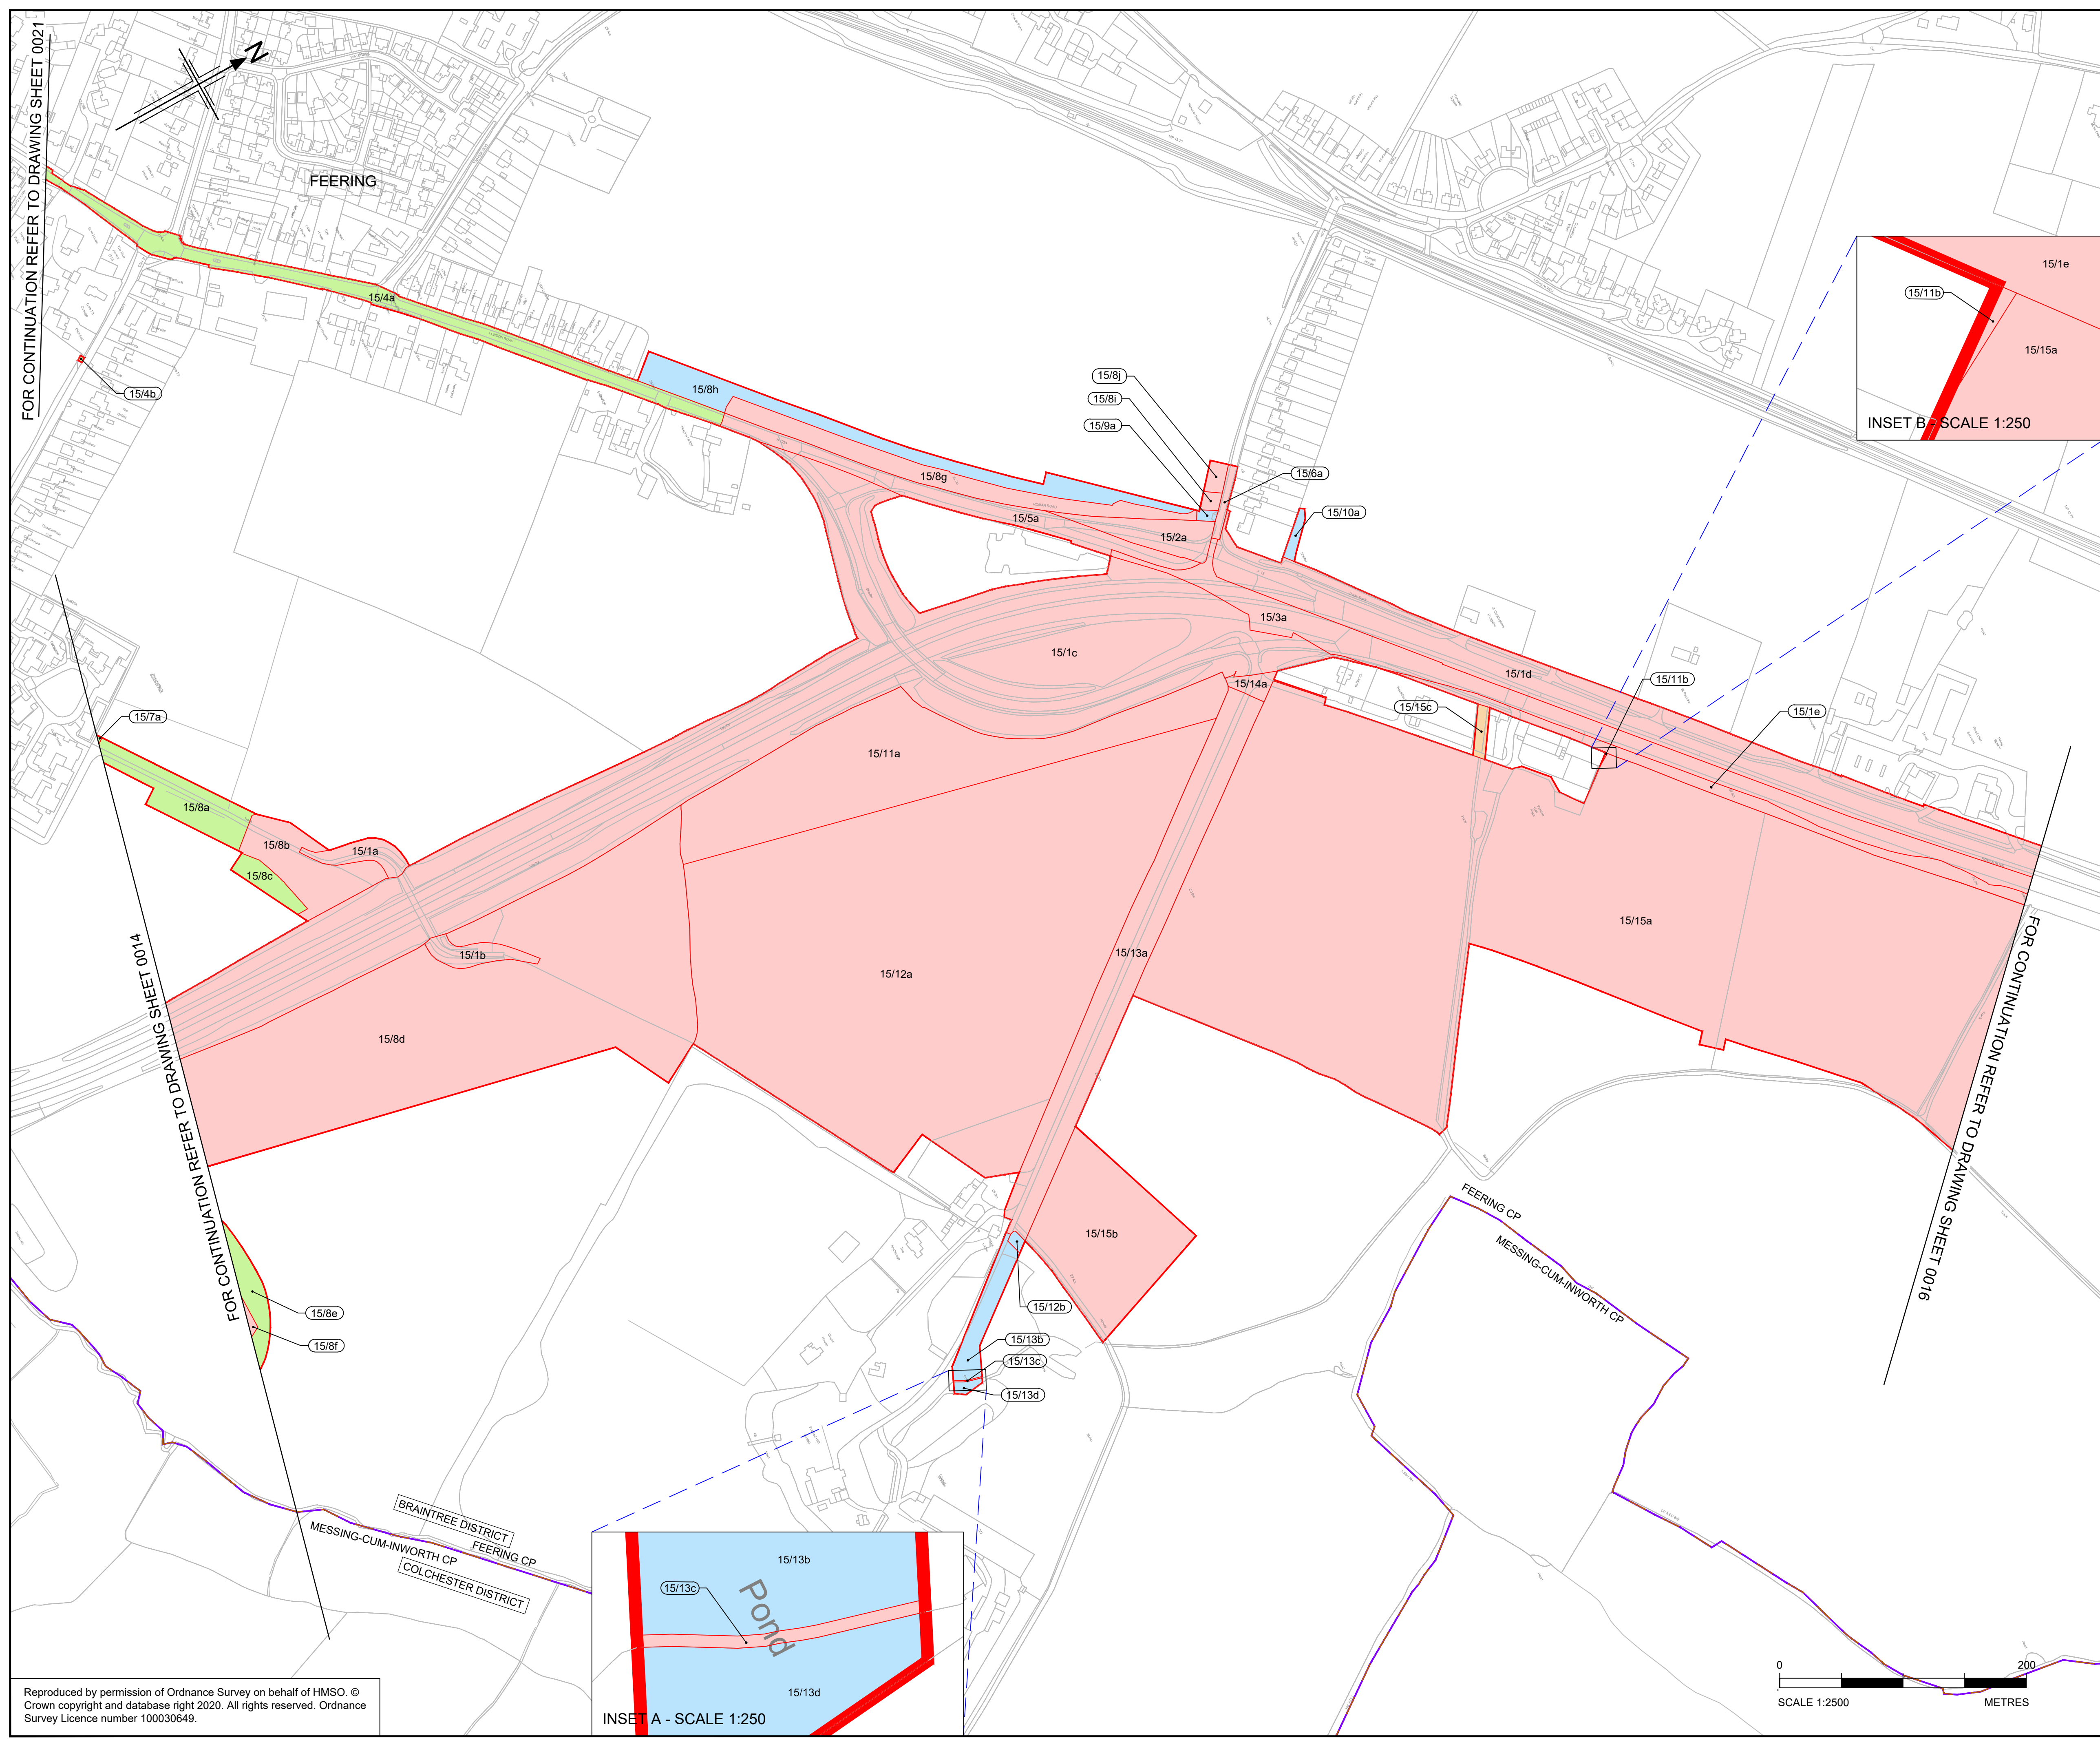 FOR CONTINUATION REFER TO DRAWING SHEET 0021
N
FEERING
15/4a
15/4b
15/8h
15/8j
15/8i
15/9a
15/6a
15/10a
15/8g
15/5a
15/2a
15/3a
15/1c
15/1d
15/14a
15/15c
15/11b
15/1e
15/1e
15/11b
15/15a
INSET B - SCALE 1:250
15/7a
15/8a
15/8b
15/1a
15/8c
15/11a
15/1b
15/12a
15/13a
15/15a
15/8d
FOR CONTINUATION REFER TO DRAWING SHEET 0014
FOR CONTINUATION REFER TO DRAWING SHEET 0016
15/15b
15/8e
15/8f
15/12b
15/13b
15/13c
15/13d
FEERING CP
MESSING-CUM-INWORTH CP
BRAINTREE DISTRICT
FEERING CP
MESSING-CUM-INWORTH CP
COLCHESTER DISTRICT
15/13b
15/13c
Pond
15/13d
INSET A - SCALE 1:250
0
200
SCALE 1:2500
METRES
Reproduced by permission of Ordnance Survey on behalf of HMSO. ©
Crown copyright and database right 2020. All rights reserved. Ordnance
Survey Licence number 100030649.